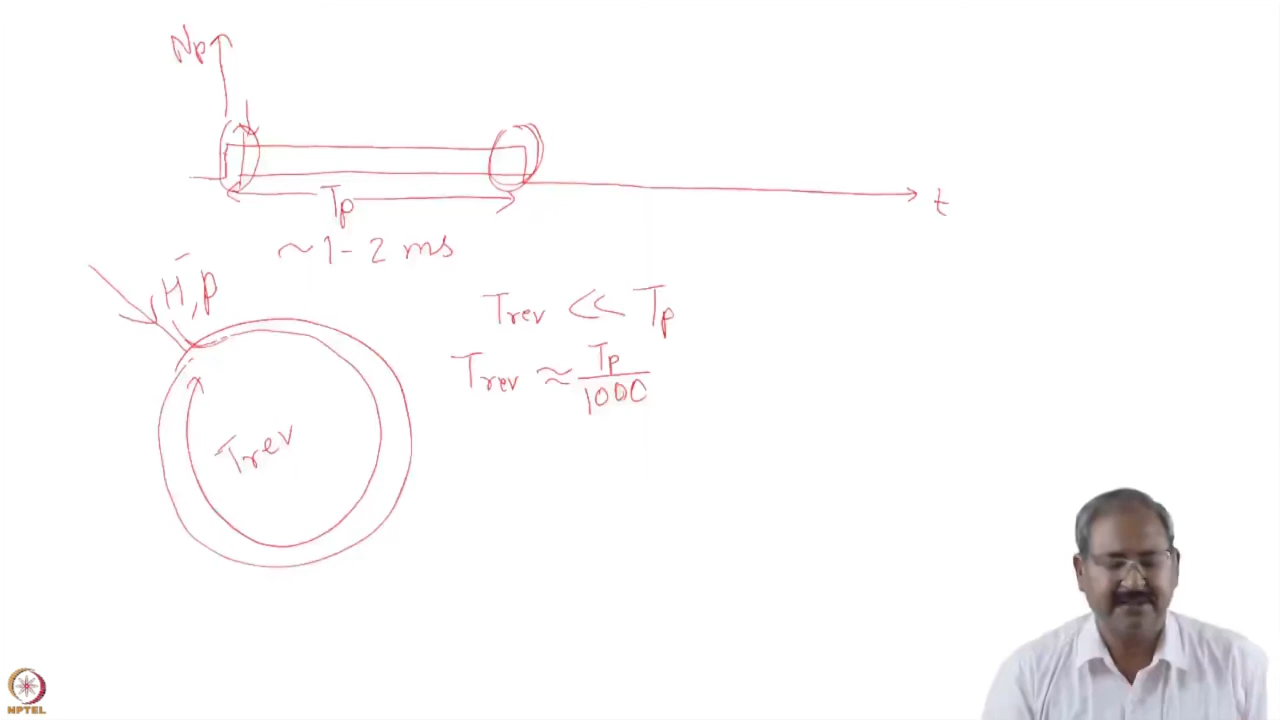 Np
t
Tp
~ 1 - 2 ms
H⁻, p
Trev << Tp
Trev ≈ Tp/1000
Trev
NPTEL